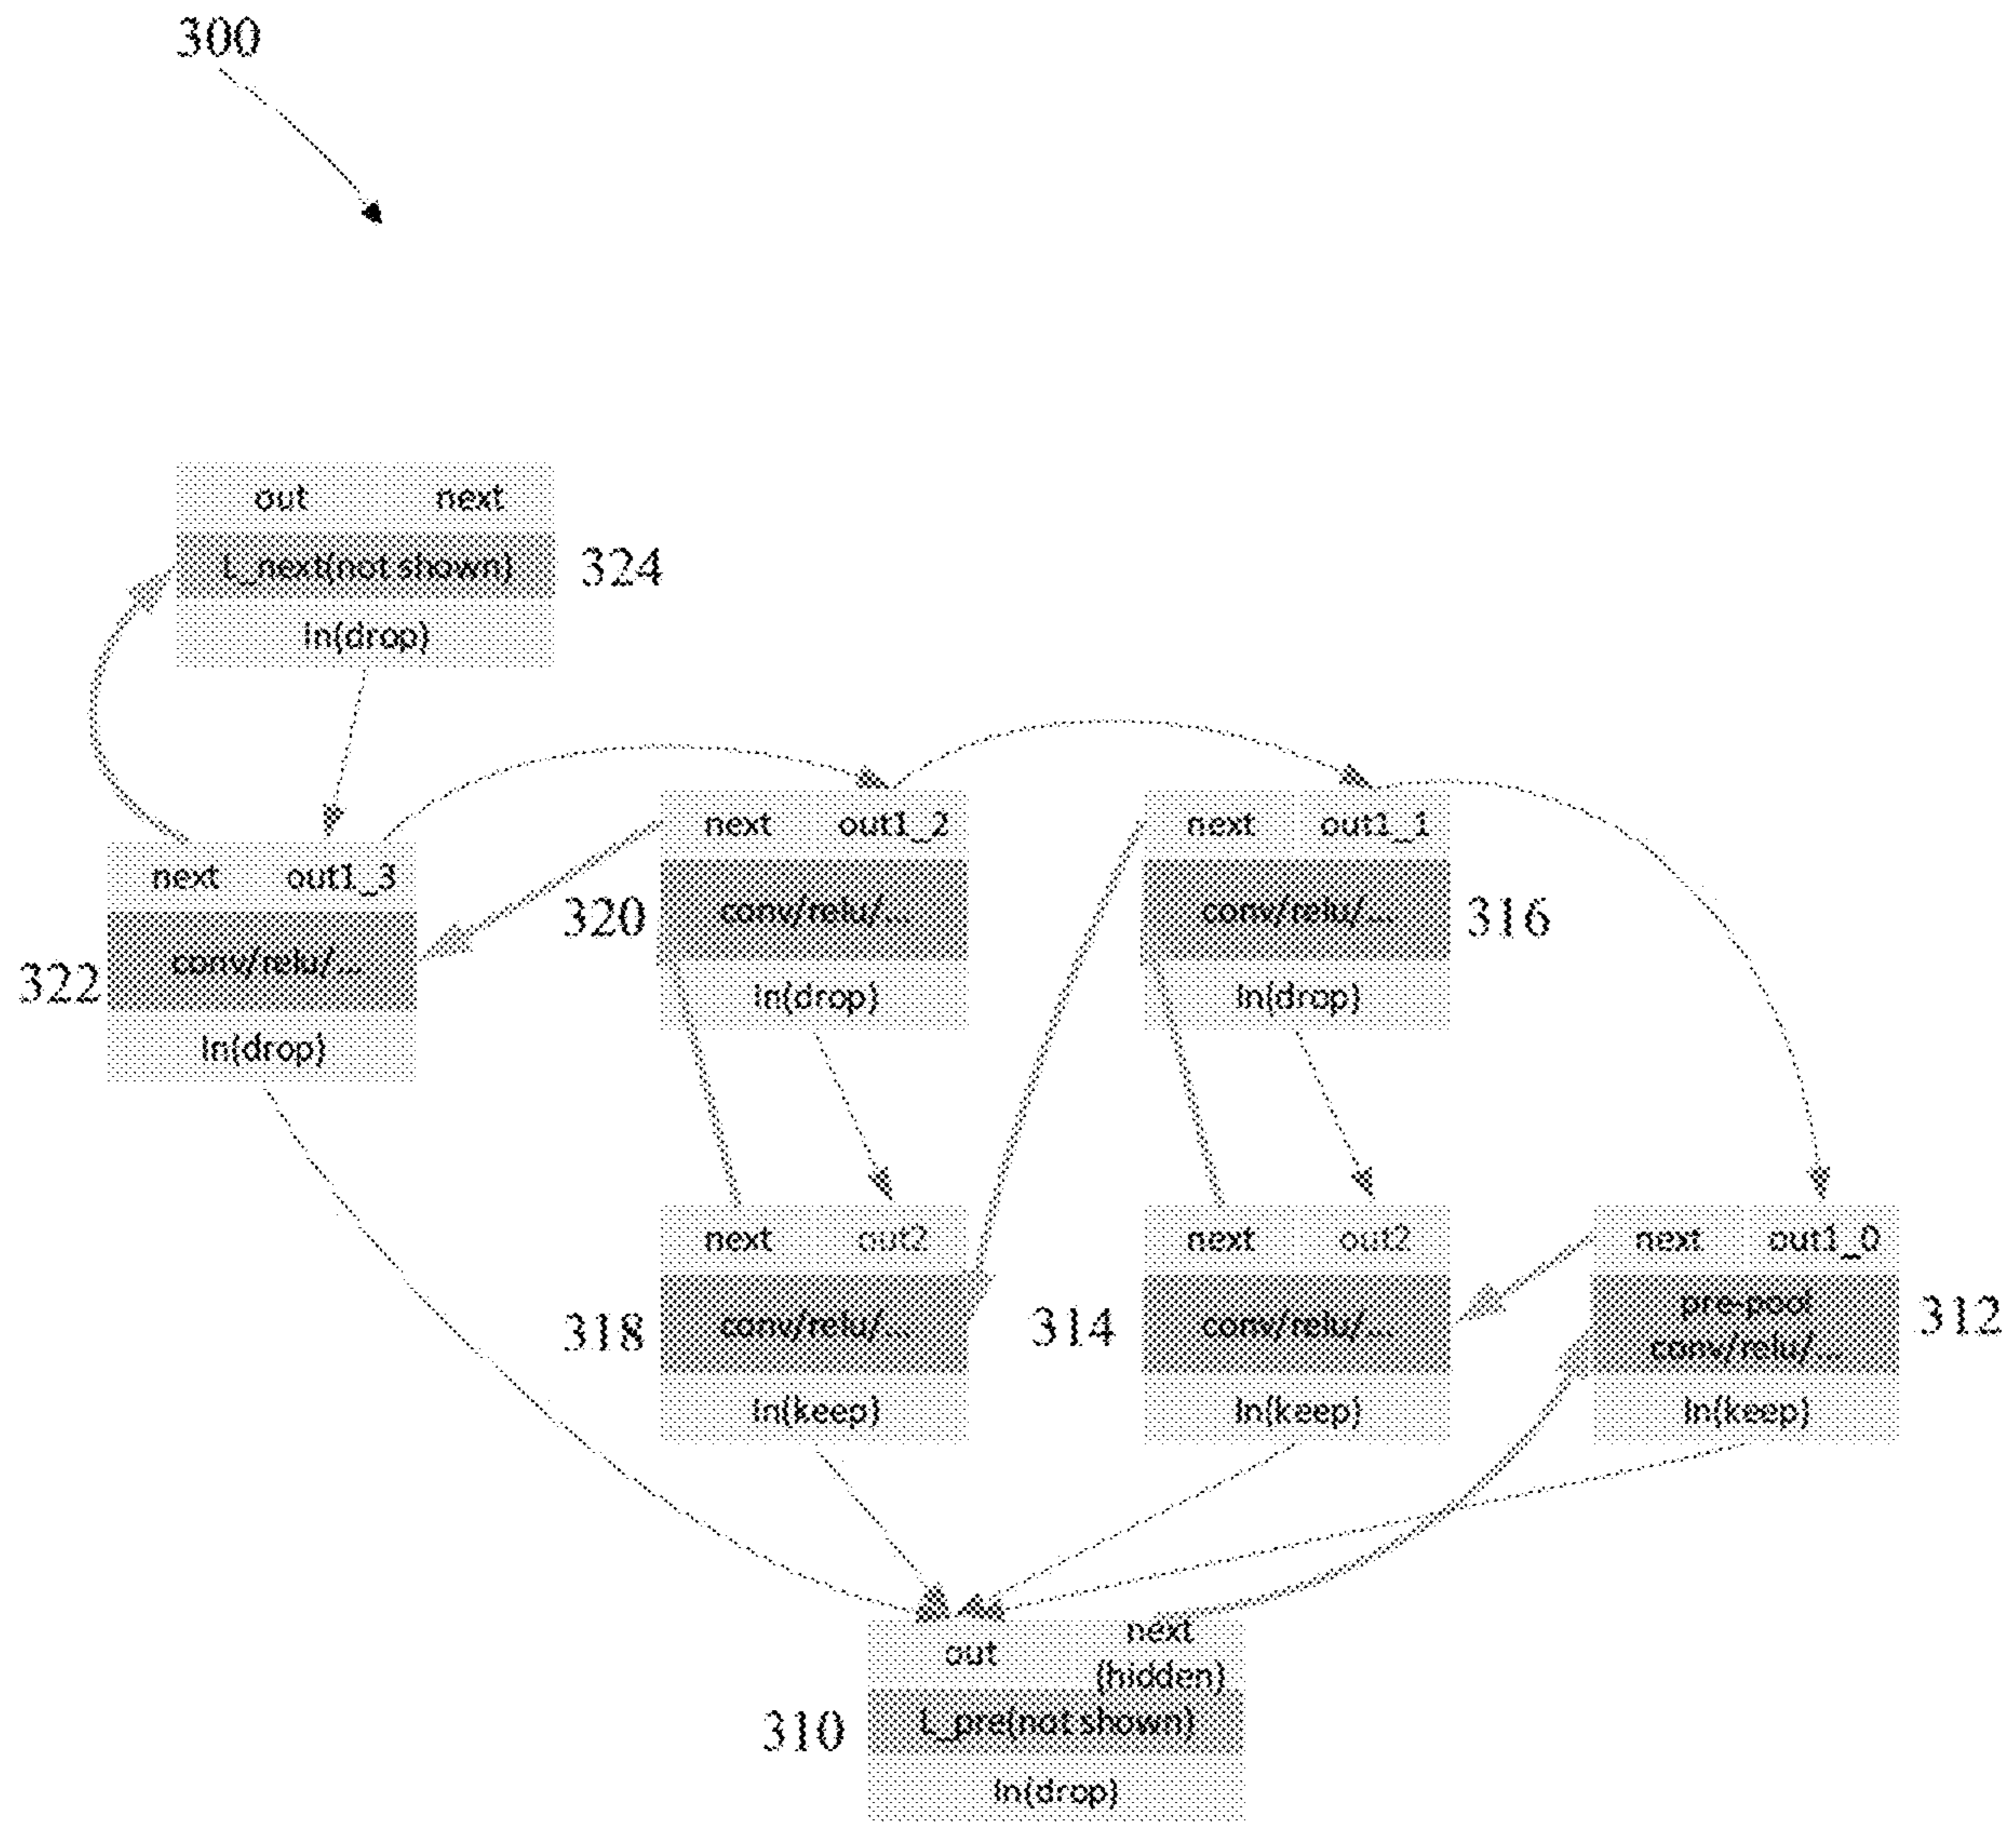 300
out next
L_next(not shown)
324
In(drop)
next out1_3
322
conv/relu/...
In(drop)
next out1_2
320
conv/relu/...
In(drop)
next out1_1
conv/relu/...
316
In(drop)
next out2
318
conv/relu/...
In(keep)
next out2
314
conv/relu/...
In(keep)
next out1_0
pre-pool
conv/relu/...
312
In(keep)
out
next
(hidden)
310
L_pre(not shown)
In(drop)